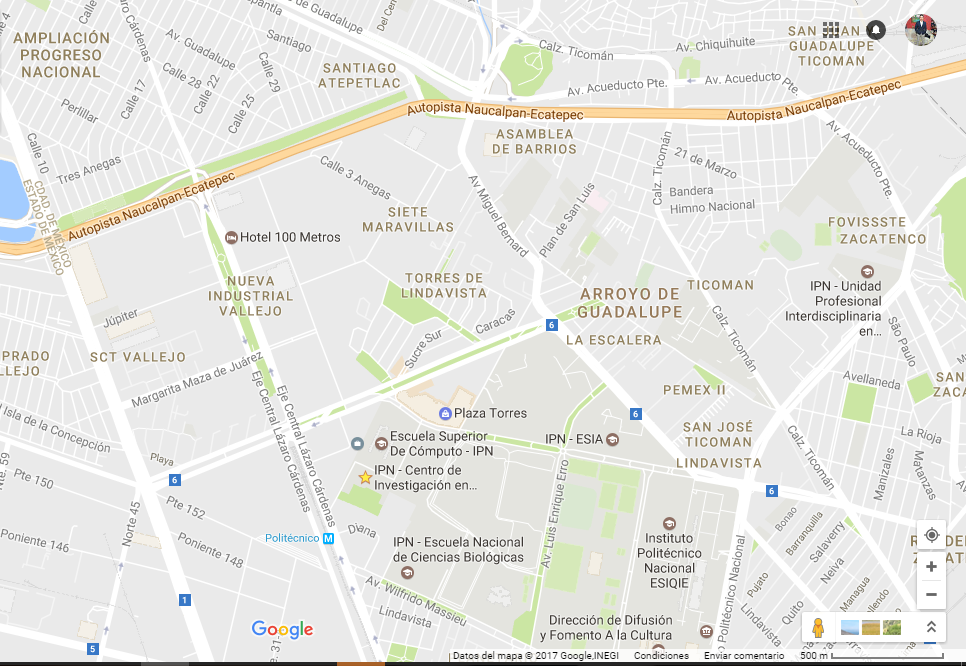 AMPLIACIÓN
PROGRESO
NACIONAL
Av. Guadalupe
Santiago
Calle 28
Calle 22
Calle 29
Calle 25
Calle 17
Perlillar
Calle 10
Tres Anegas
SANTIAGO
ATEPETLAC
Calz. Ticomán
Av. Chiquihuite
GUADALUPE
TICOMAN
Av. Acueducto Pte.
Av. Acueducto
Autopista Naucalpan-Ecatepec
Autopista Naucalpan-Ecatepec
Autopista Naucalpan-Ecatepec
Av. Acueducto Pte.
CDAD. DE MÉXICO
ESTADO DE MÉXICO
ASAMBLEA
DE BARRIOS
Calle 3 Anegas
Av Miguel Bernard
Plan de San Luis
Calz. Ticomán
21 de Marzo
Bandera
Himno Nacional
SIETE
MARAVILLAS
FOVISSSTE
ZACATENCO
Hotel 100 Metros
NUEVA
INDUSTRIAL
VALLEJO
TORRES DE
LINDAVISTA
ARROYO DE
GUADALUPE
TICOMAN
IPN - Unidad
Profesional
Interdisciplinaria
en...
Júpiter
Caracas
Sucre Sur
6
LA ESCALERA
Calz. Ticomán
São Paulo
PRADO
SCT VALLEJO
Margarita Maza de Juárez
Eje Central Lázaro Cárdenas
Eje Central Lázaro Cárdenas
PEMEX II
Avellaneda
Isla de la Concepción
Plaza Torres
6
SAN JOSÉ
TICOMAN
LINDAVISTA
La Rioja
Calz. Ticomán
Escuela Superior
De Cómputo - IPN
IPN - ESIA
IPN - Centro de
Investigación en...
Playa
6
6
Manizales
Matanzas
Pte 150
Pte 152
Norte 45
Poniente 146
Poniente 148
Politécnico M
Diana
Av. Luis Enrique Erro
IPN - Escuela Nacional
de Ciencias Biológicas
Instituto
Politécnico
Nacional
ESIQIE
Bonao
Barranquilla
Salaverry
Neiva
Pujato
Quito
Managua
Av. Wilfrido Massieu
Lindavista
1
5
Google
Dirección de Difusión
y Fomento A la Cultura
Politécnico Nacional
Datos del mapa © 2017 Google,INEGI
Condiciones
Enviar comentario
500 m